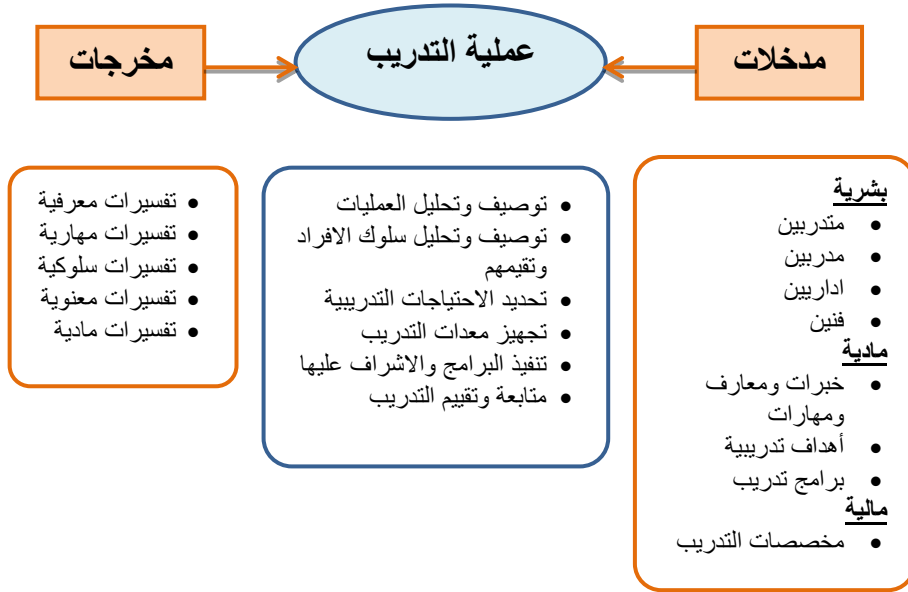 مدخلات
عملية التدريب
مخرجات
بشرية
• متدربين
• مدربين
• اداريين
• فنين
مادية
• خبرات ومعارف
ومهارات
• أهداف تدريبية
• برامج تدريب
مالية
• مخصصات التدريب
• توصيف وتحليل العمليات
• توصيف وتحليل سلوك الافراد
وتقيمهم
• تحديد الاحتياجات التدريبية
• تجهيز معدات التدريب
• تنفيذ البرامج والاشراف عليها
• متابعة وتقييم التدريب
• تفسيرات معرفية
• تفسيرات مهارية
• تفسيرات سلوكية
• تفسيرات معنوية
• تفسيرات مادية